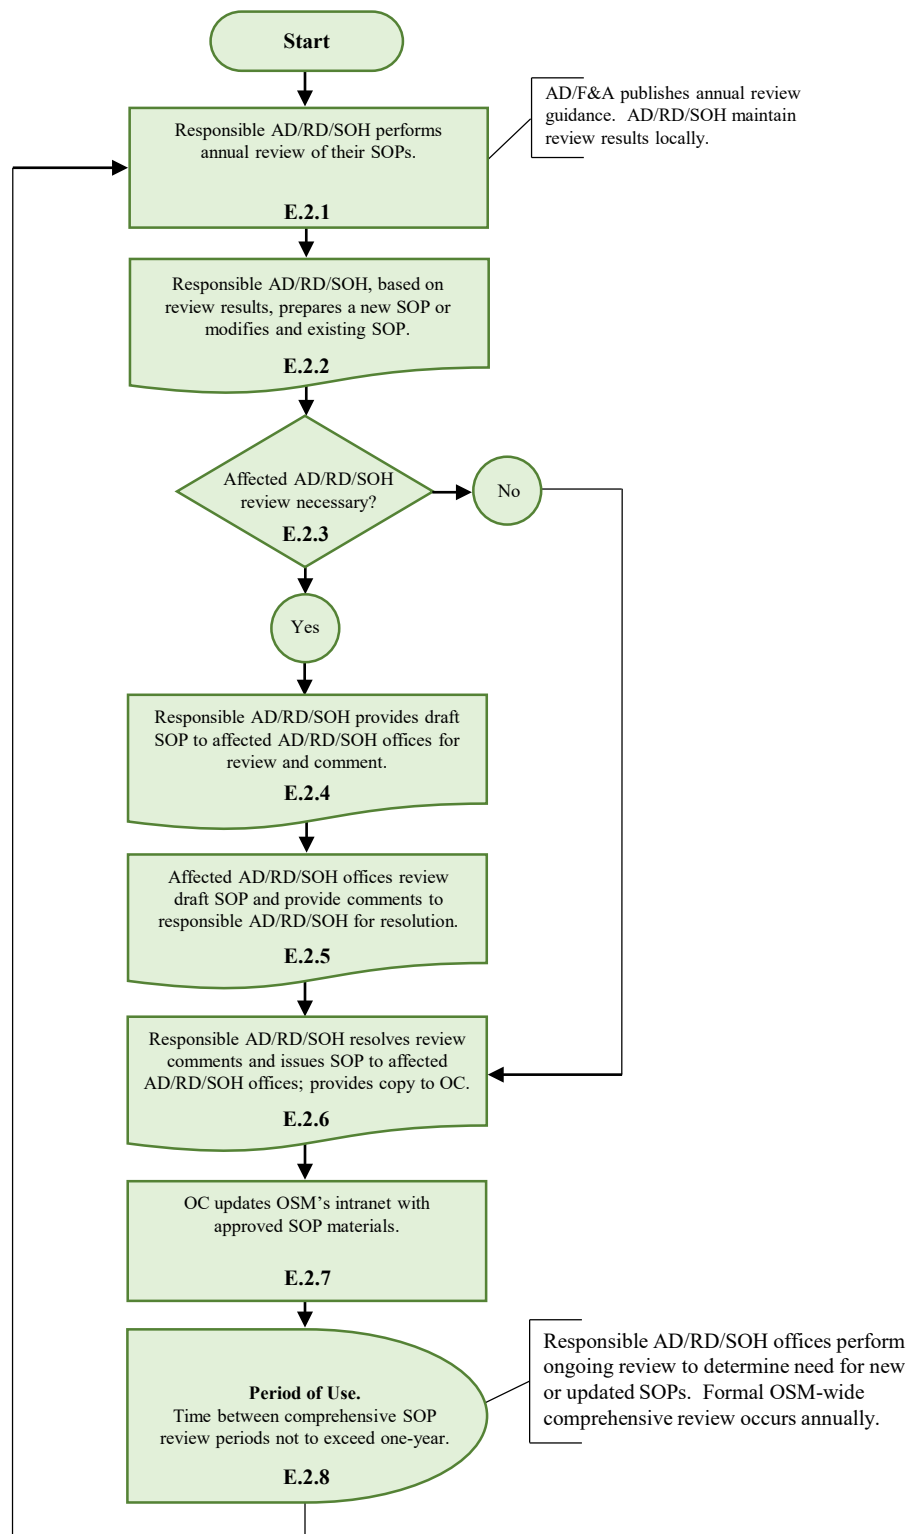 Start
AD/F&A publishes annual review
guidance. AD/RD/SOH maintain
review results locally.
Responsible AD/RD/SOH performs
annual review of their SOPs.
E.2.1
Responsible AD/RD/SOH, based on
review results, prepares a new SOP or
modifies and existing SOP.
E.2.2
Affected AD/RD/SOH
review necessary?
E.2.3
No
Yes
Responsible AD/RD/SOH provides draft
SOP to affected AD/RD/SOH offices for
review and comment.
E.2.4
Affected AD/RD/SOH offices review
draft SOP and provide comments to
responsible AD/RD/SOH for resolution.
E.2.5
Responsible AD/RD/SOH resolves review
comments and issues SOP to affected
AD/RD/SOH offices; provides copy to OC.
E.2.6
OC updates OSM’s intranet with
approved SOP materials.
E.2.7
Period of Use.
Time between comprehensive SOP
review periods not to exceed one-year.
E.2.8
Responsible AD/RD/SOH offices perform
ongoing review to determine need for new
or updated SOPs. Formal OSM-wide
comprehensive review occurs annually.